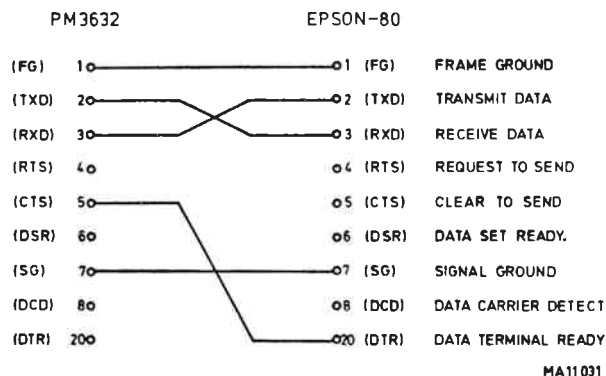 PM3632 EPSON-80
(FG) 1 1 (FG) FRAME GROUND
(TXD) 2 2 (TXD) TRANSMIT DATA
(RXD) 3 3 (RXD) RECEIVE DATA
(RTS) 4 4 (RTS) REQUEST TO SEND
(CTS) 5 5 (CTS) CLEAR TO SEND
(DSR) 6 6 (DSR) DATA SET READY.
(SG) 7 7 (SG) SIGNAL GROUND
(DCD) 8 8 (DCD) DATA CARRIER DETECT
(DTR) 20 20 (DTR) DATA TERMINAL READY
MA11031